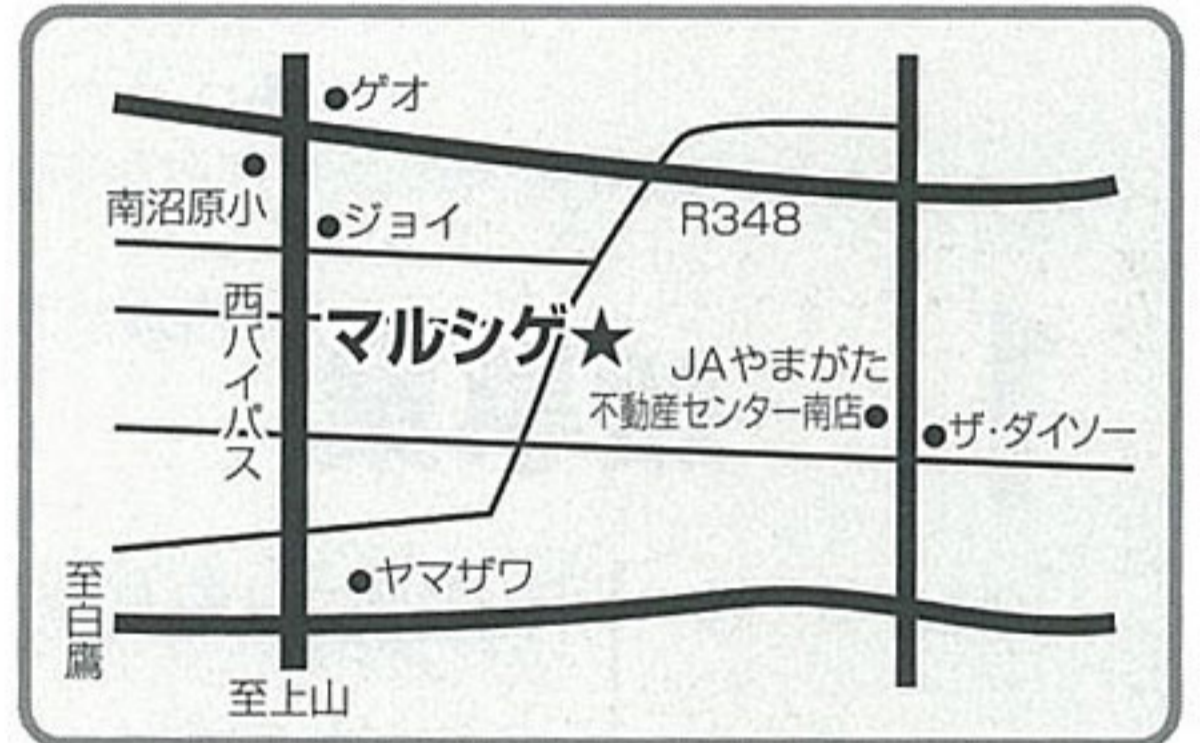 ゲオ
南沼原小
ジョイ
R348
西バイパス
マルシゲ★
JAやまがた
不動産センター南店
ザ・ダイソー
ヤマザワ
至白鷹
至上山